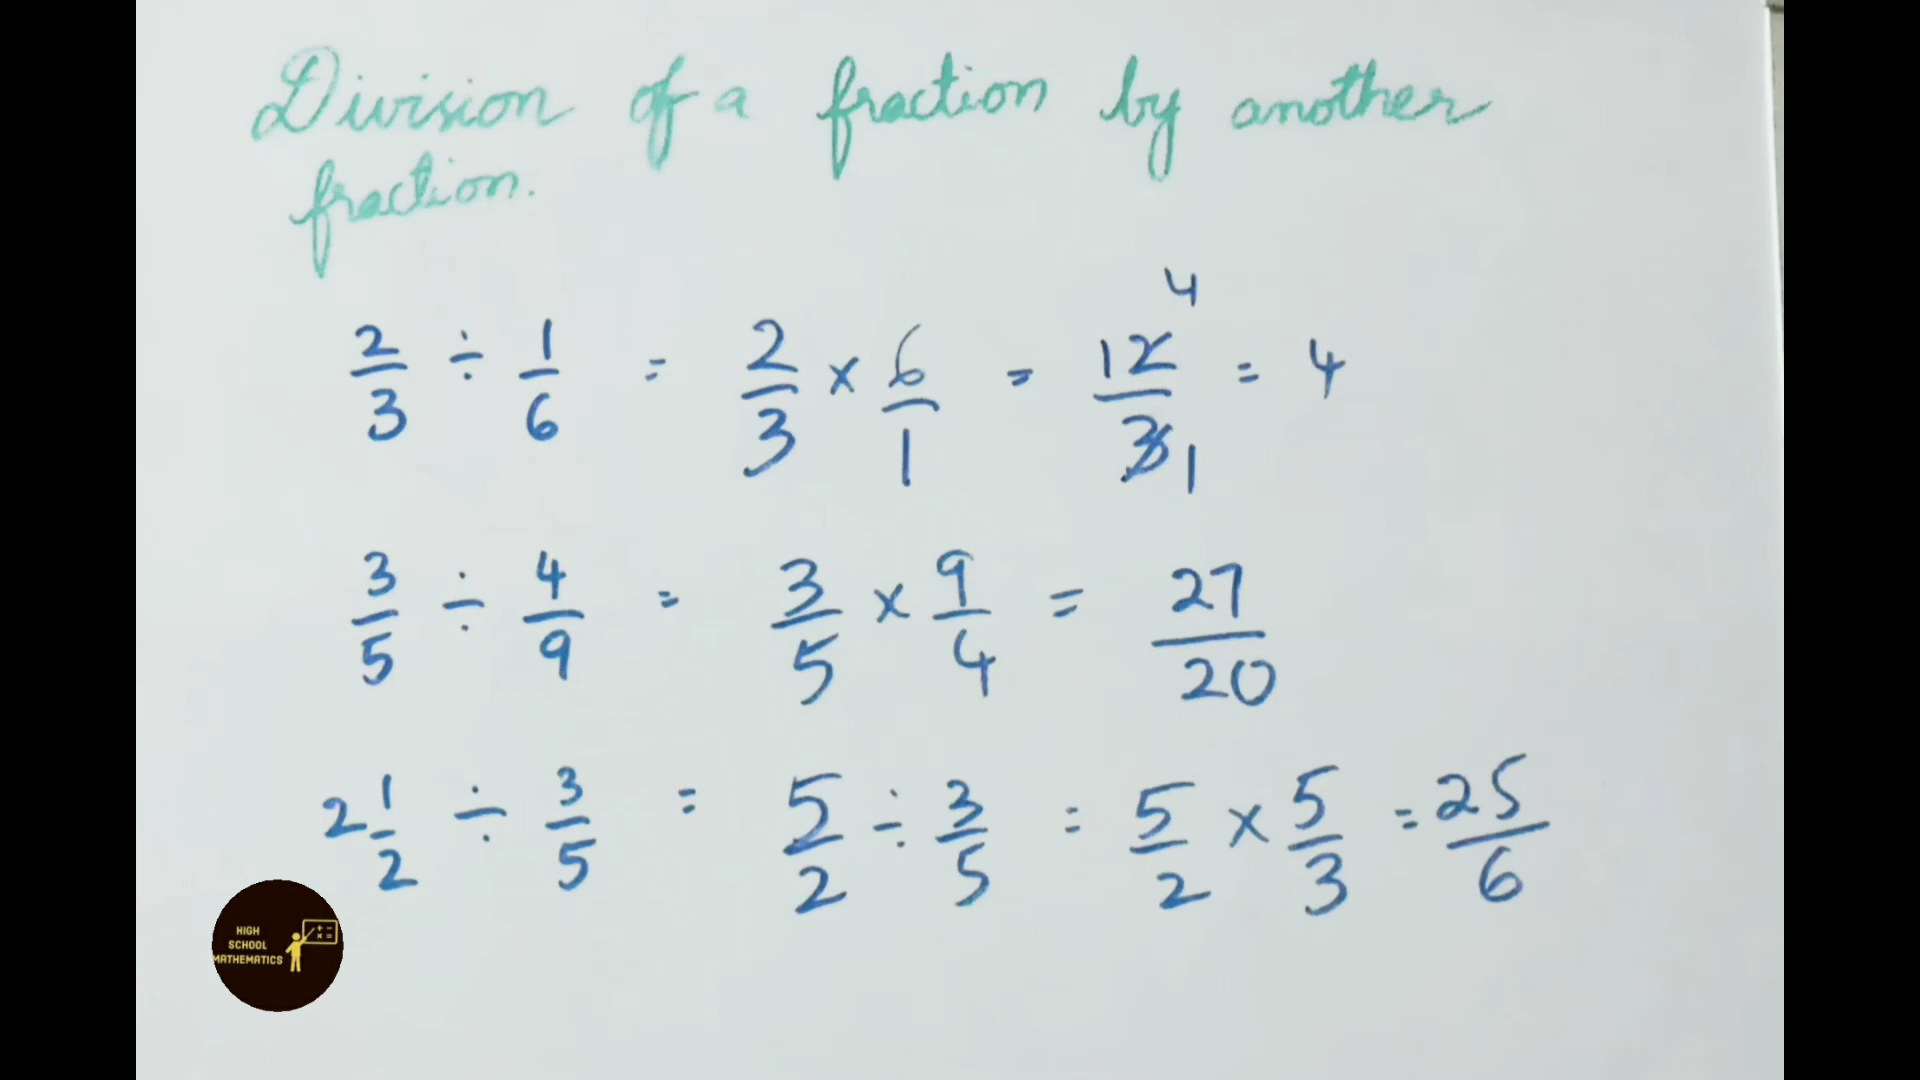 Division of a fraction by another
fraction.
2/3 ÷ 1/6 = 2/3 × 6/1 = 12/3 4 1 = 4
3/5 ÷ 4/9 = 3/5 × 9/4 = 27/20
2 1/2 ÷ 3/5 = 5/2 ÷ 3/5 = 5/2 × 5/3 = 25/6
HIGH
SCHOOL
MATHEMATICS